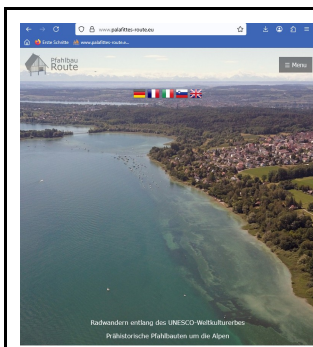 www.palafittes-route.eu
Erste Schritte www.palafittes-route.e...
Pfahlbau
Route
≡ Menu
Radwandern entlang des UNESCO-Weltkulturerbes
Prähistorische Pfahlbauten um die Alpen